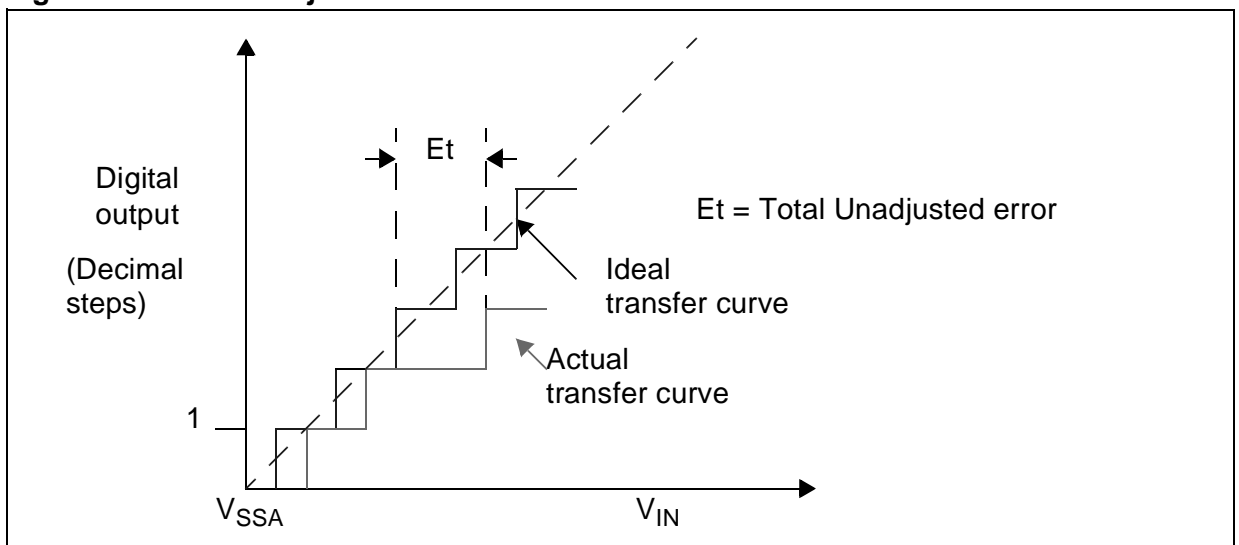 Et
Digital
output
(Decimal
steps)
Et = Total Unadjusted error
Ideal
transfer curve
Actual
transfer curve
1
VSSA
VIN